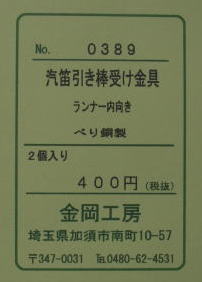 No. 0389
汽笛引き棒受け金具
ランナー内向き
べり銅製
2個入り
400円 (税抜)
金岡工房
埼玉県加須市南町10-57
〒347-0031 ℡0480-62-4531